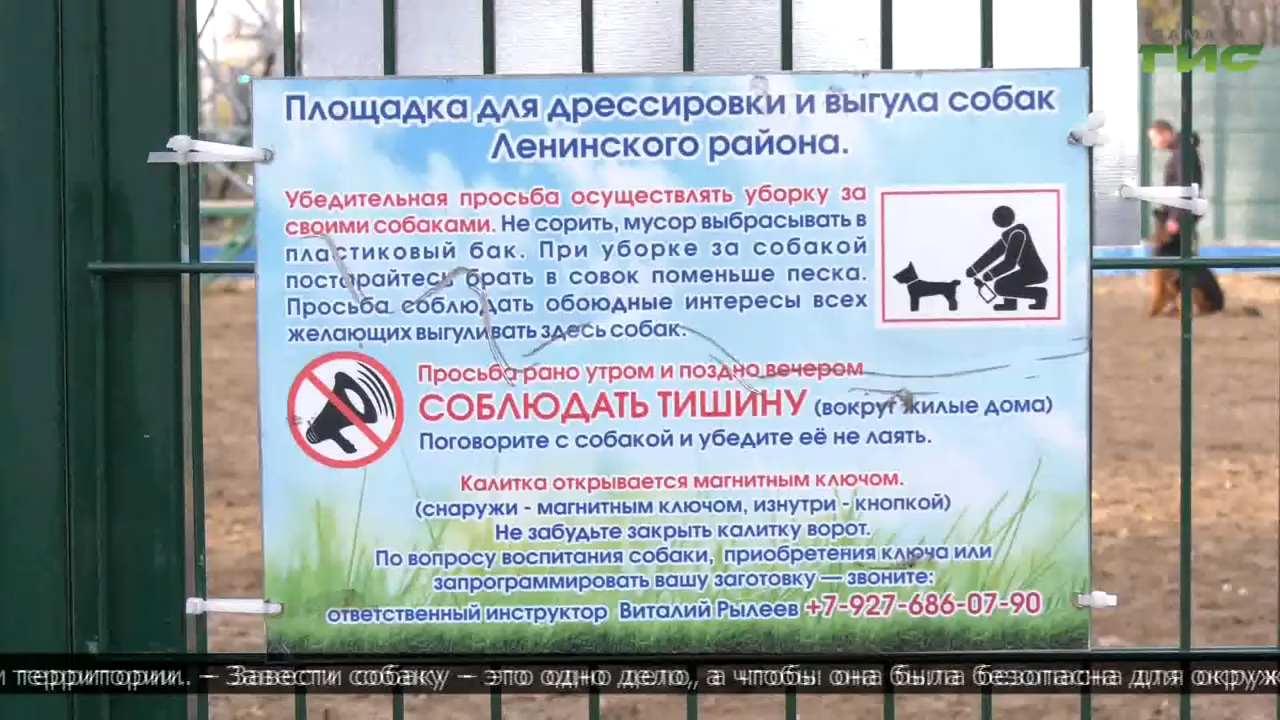 САМАРА
ГИС
Площадка для дрессировки и выгула собак
Ленинского района.
Убедительная просьба осуществлять уборку за
своими собаками. Не сорить, мусор выбрасывать в
пластиковый бак. При уборке за собакой
постарайтесь брать в совок поменьше песка.
Просьба соблюдать обоюдные интересы всех
желающих выгуливать здесь собак.
Просьба рано утром и поздно вечером
СОБЛЮДАТЬ ТИШИНУ (вокруг жилые дома)
Поговорите с собакой и убедите её не лаять.
Калитка открывается магнитным ключом.
(снаружи - магнитным ключом, изнутри - кнопкой)
Не забудьте закрыть калитку ворот.
По вопросу воспитания собаки, приобретения ключа или
запрограммировать вашу заготовку — звоните:
ответственный инструктор Виталий Рылеев +7-927-686-07-90
и территории. – Завести собаку – это одно дело, а чтобы она была безопасна для окруж